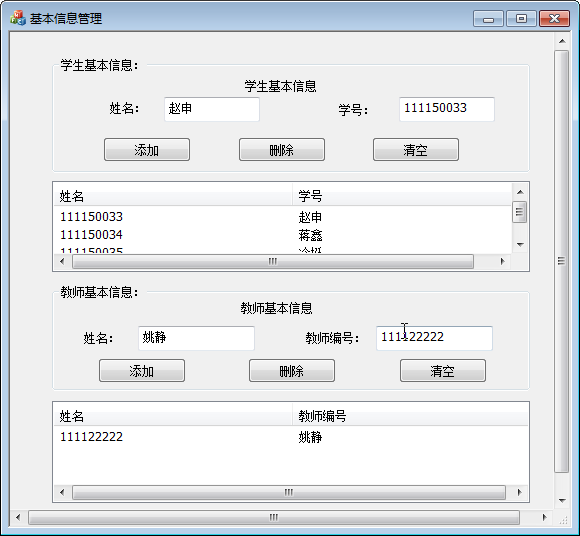 基本信息管理
学生基本信息:
学生基本信息
姓名: 赵申 学号: 111150033
添加 删除 清空
姓名 学号
111150033 赵申
111150034 蒋鑫
111150035
教师基本信息:
教师基本信息
姓名: 姚静 教师编号: 111122222
添加 删除 清空
姓名 教师编号
111122222 姚静